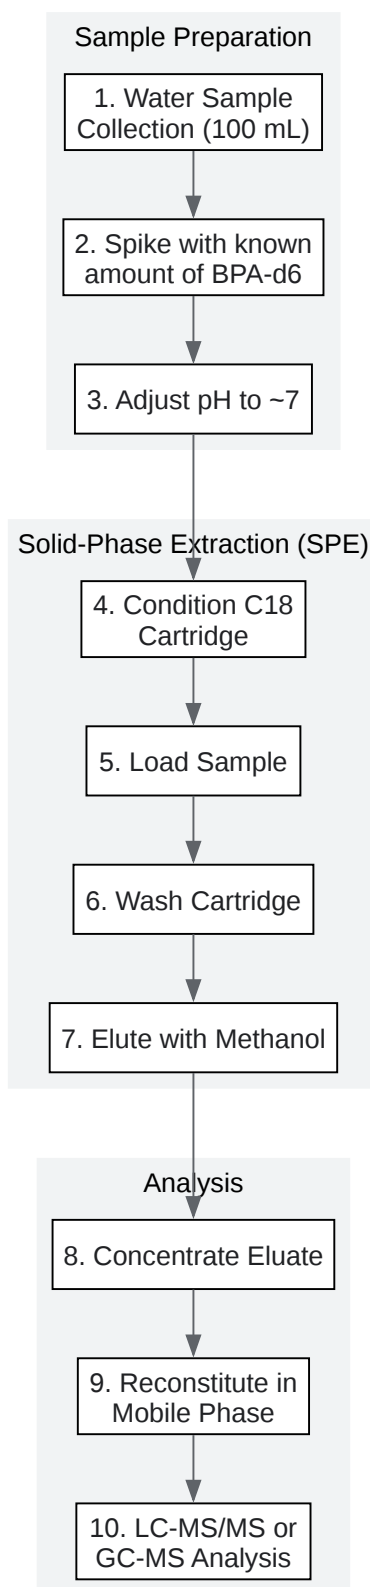 Sample Preparation
1. Water Sample
Collection (100 mL)
2. Spike with known
amount of BPA-d6
3. Adjust pH to ~7
Solid-Phase Extraction (SPE)
4. Condition C18
Cartridge
5. Load Sample
6. Wash Cartridge
7. Elute with Methanol
Analysis
8. Concentrate Eluate
9. Reconstitute in
Mobile Phase
10. LC-MS/MS or
GC-MS Analysis